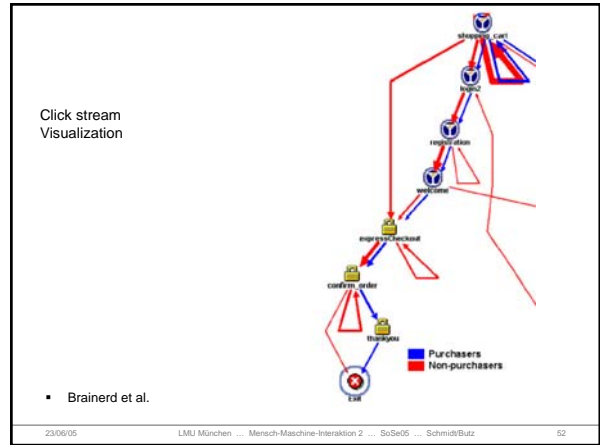 Click stream
Visualization
shopping_cart
login2
registration
welcome
expressCheckout
confirm_order
thankyou
Purchasers
Non-purchasers
Exit
▪ Brainerd et al.
23/06/05 LMU München … Mensch-Maschine-Interaktion 2 … SoSe05 … Schmidt/Butz 52